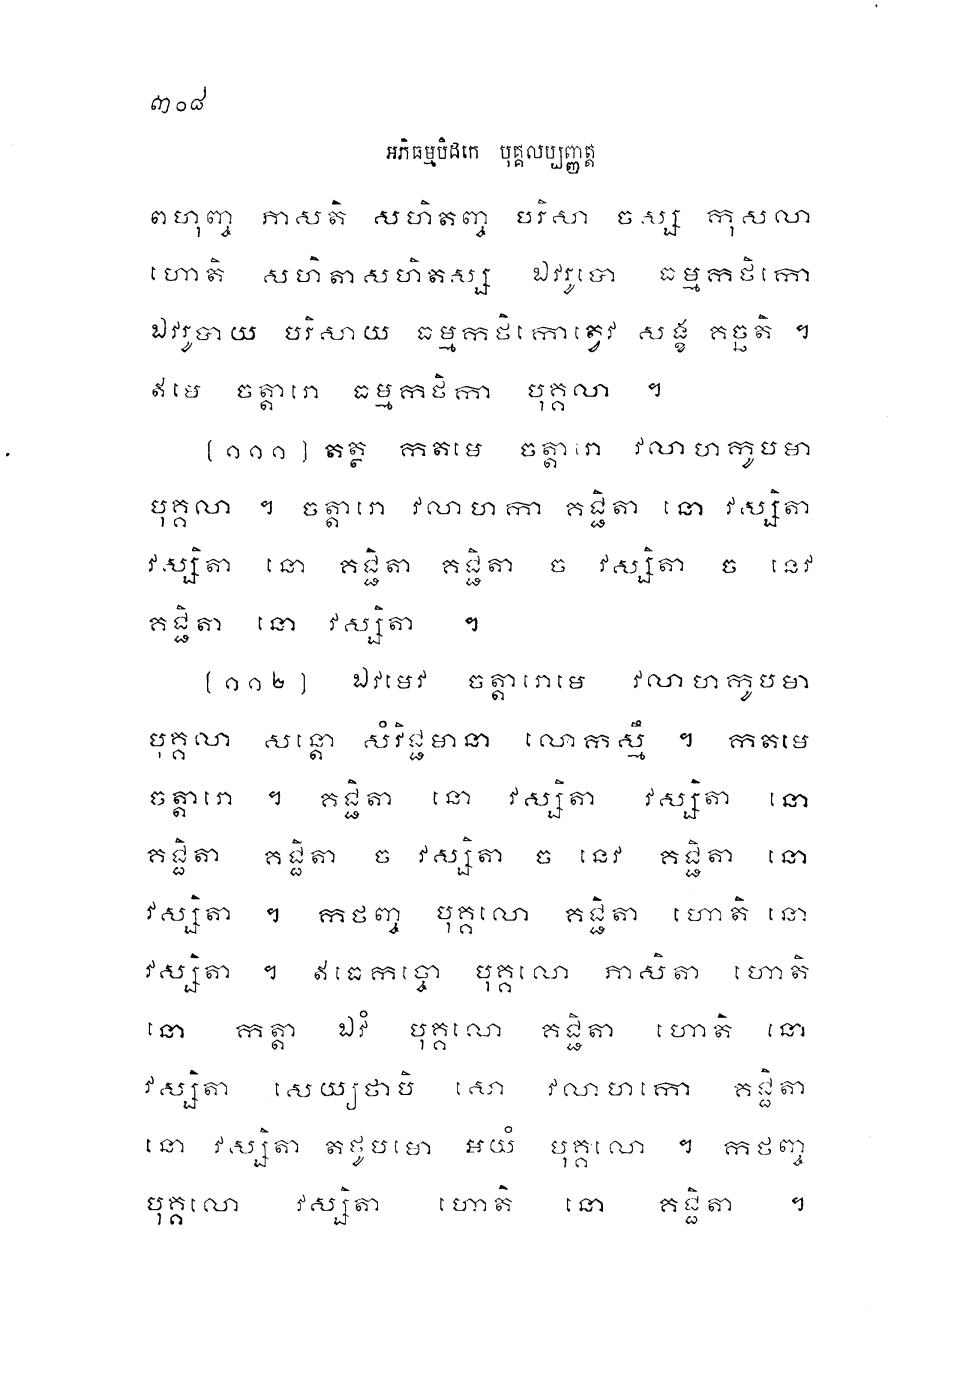 ៣០៨
អភិធម្មបិដកេ បុគ្គលប្បញ្ញត្តិ
ពហុញ្ច ភាសតិ សហិតញ្ច បរិសា ចស្ស កុសលា
ហោតិ សហិតាសហិតស្ស ឯវរូបោ ធម្មកថិកោ
ឯវរូបាយ បរិសាយ ធម្មកថិកោត្វេវ សង្ខំ គច្ឆតិ ។
ឥមេ ចត្តារោ ធម្មកថិកា បុគ្គលា ។
(១១១) តត្ថ កតមេ ចត្តារោ វលាហកូបមា
បុគ្គលា ។ ចត្តារោ វលាហកា គជ្ជិតា នោ វស្សិតា
វស្សិតា នោ គជ្ជិតា គជ្ជិតា ច វស្សិតា ច នេវ
គជ្ជិតា នោ វស្សិតា ។
(១១២) ឯវមេវ ចត្តារោមេ វលាហកូបមា
បុគ្គលា សន្តោ សំវិជ្ជមានា លោកស្មឹ ។ កតមេ
ចត្តារោ ។ គជ្ជិតា នោ វស្សិតា វស្សិតា នោ
គជ្ជិតា គជ្ជិតា ច វស្សិតា ច នេវ គជ្ជិតា នោ
វស្សិតា ។ កថញ្ច បុគ្គលោ គជ្ជិតា ហោតិ នោ
វស្សិតា ។ ឥធេកច្ចោ បុគ្គលោ ភាសិតា ហោតិ
នោ កត្តា ឯវំ បុគ្គលោ គជ្ជិតា ហោតិ នោ
វស្សិតា សេយ្យថាបិ សោ វលាហកោ គជ្ជិតា
នោ វស្សិតា តថូបមោ អយំ បុគ្គលោ ។ កថញ្ច
បុគ្គលោ វស្សិតា ហោតិ នោ គជ្ជិតា ។